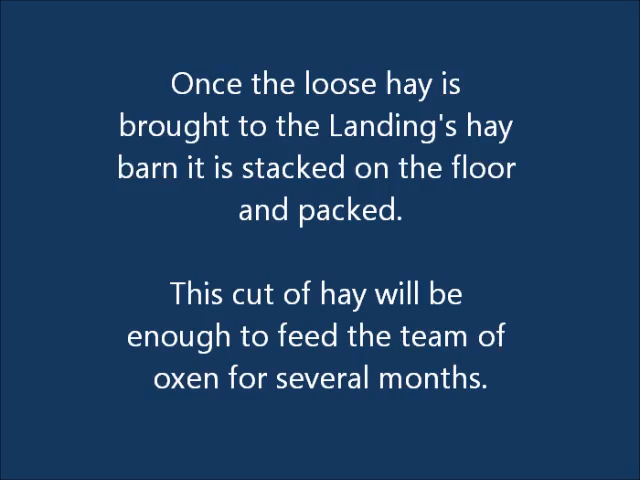 Once the loose hay is
brought to the Landing's hay
barn it is stacked on the floor
and packed.
This cut of hay will be
enough to feed the team of
oxen for several months.